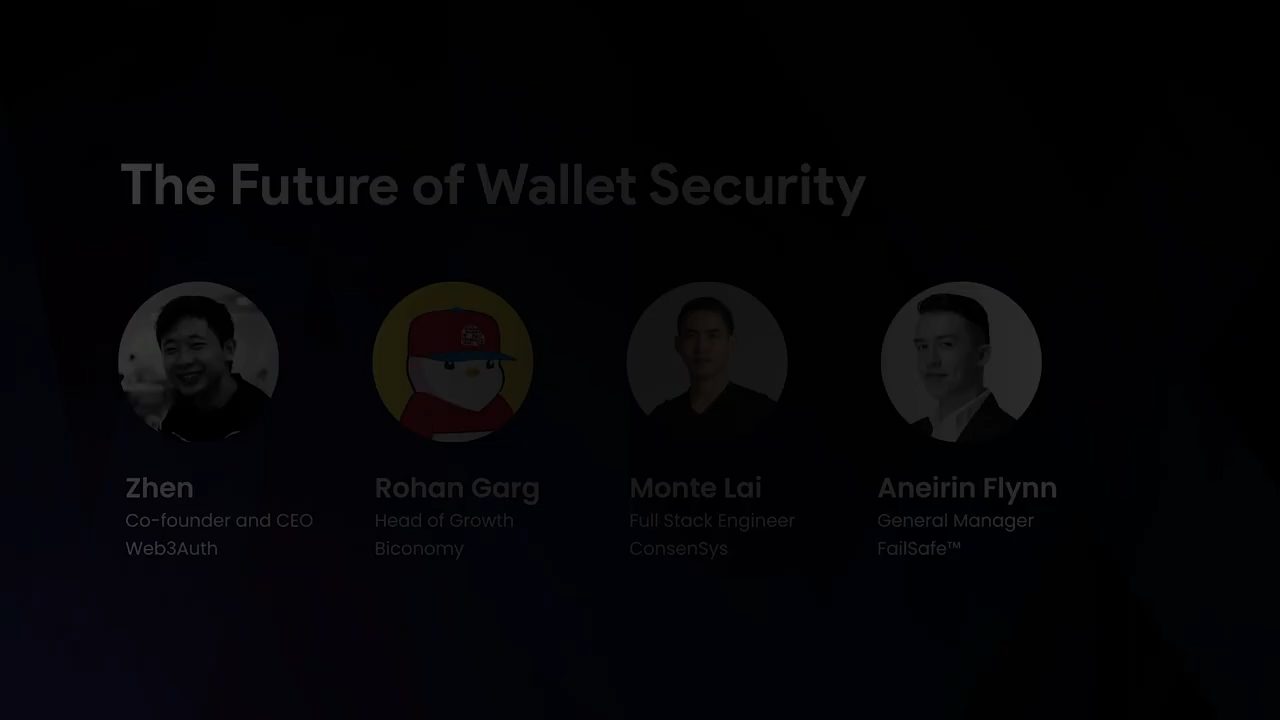 The Future of Wallet Security
Zhen
Co-founder and CEO
Web3Auth
Rohan Garg
Head of Growth
Biconomy
Monte Lai
Full Stack Engineer
ConsenSys
Aneirin Flynn
General Manager
FailSafe™